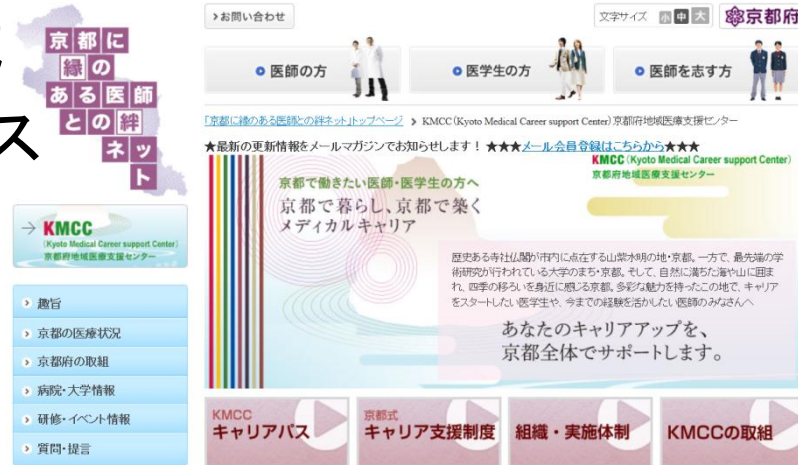 ス
京都に
縁の
ある医師
との絆
ネッ
ト
→ KMCC
(Kyoto Medical Career support Center)
京都府地域医療支援センター
趣旨
京都の医療状況
京都府の取組
病院・大学情報
研修・イベント情報
質問・提言
>お問い合わせ
文字サイズ 小 中 大
京都府
医師の方
医学生の方
医師を志す方
「京都に縁のある医師との絆ネット」トップページ > KMCC(Kyoto Medical Career support Center)京都府地域医療支援センター
★最新の更新情報をメールマガジンでお知らせします!★★★メール会員登録はこちらから★★★
KMCC(Kyoto Medical Career support Center)
京都府地域医療支援センター
京都で働きたい医師・医学生の方へ
京都で暮らし、京都で築く
メディカルキャリア
歴史ある寺社仏閣が市内に点在する山紫水明の地・京都。一方で、最先端の学
術研究が行われている大学のまち・京都。そして、自然に満ちた海や山に囲ま
れ、四季の移ろいを身近に感じる京都。多彩な魅力を持ったこの地で、キャリア
をスタートしたい医学生や、今までの経験を活かしたい医師のみなさんへ
あなたのキャリアアップを、
京都全体でサポートします。
KMCC
キャリアパス
京都式
キャリア支援制度
組織・実施体制
KMCCの取組